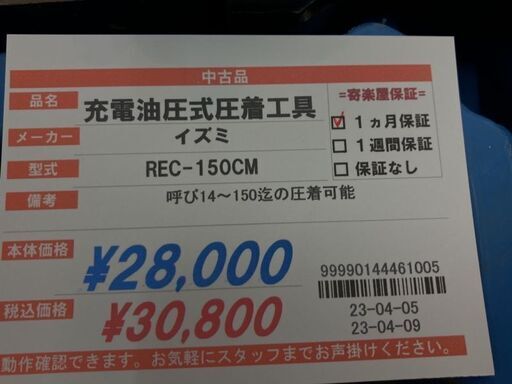 中古品
品名 充電油圧式圧着工具
メーカー イズミ
型式 REC-150CM
備考 呼び14～150迄の圧着可能
=寄楽屋保証=
☑ 1ヵ月保証
□ 1週間保証
□ 保証なし
本体価格 ¥28,000
税込価格 ¥30,800
99990144461005
23-04-05
23-04-09
動作確認できます。お気軽にスタッフまでお声掛けください。